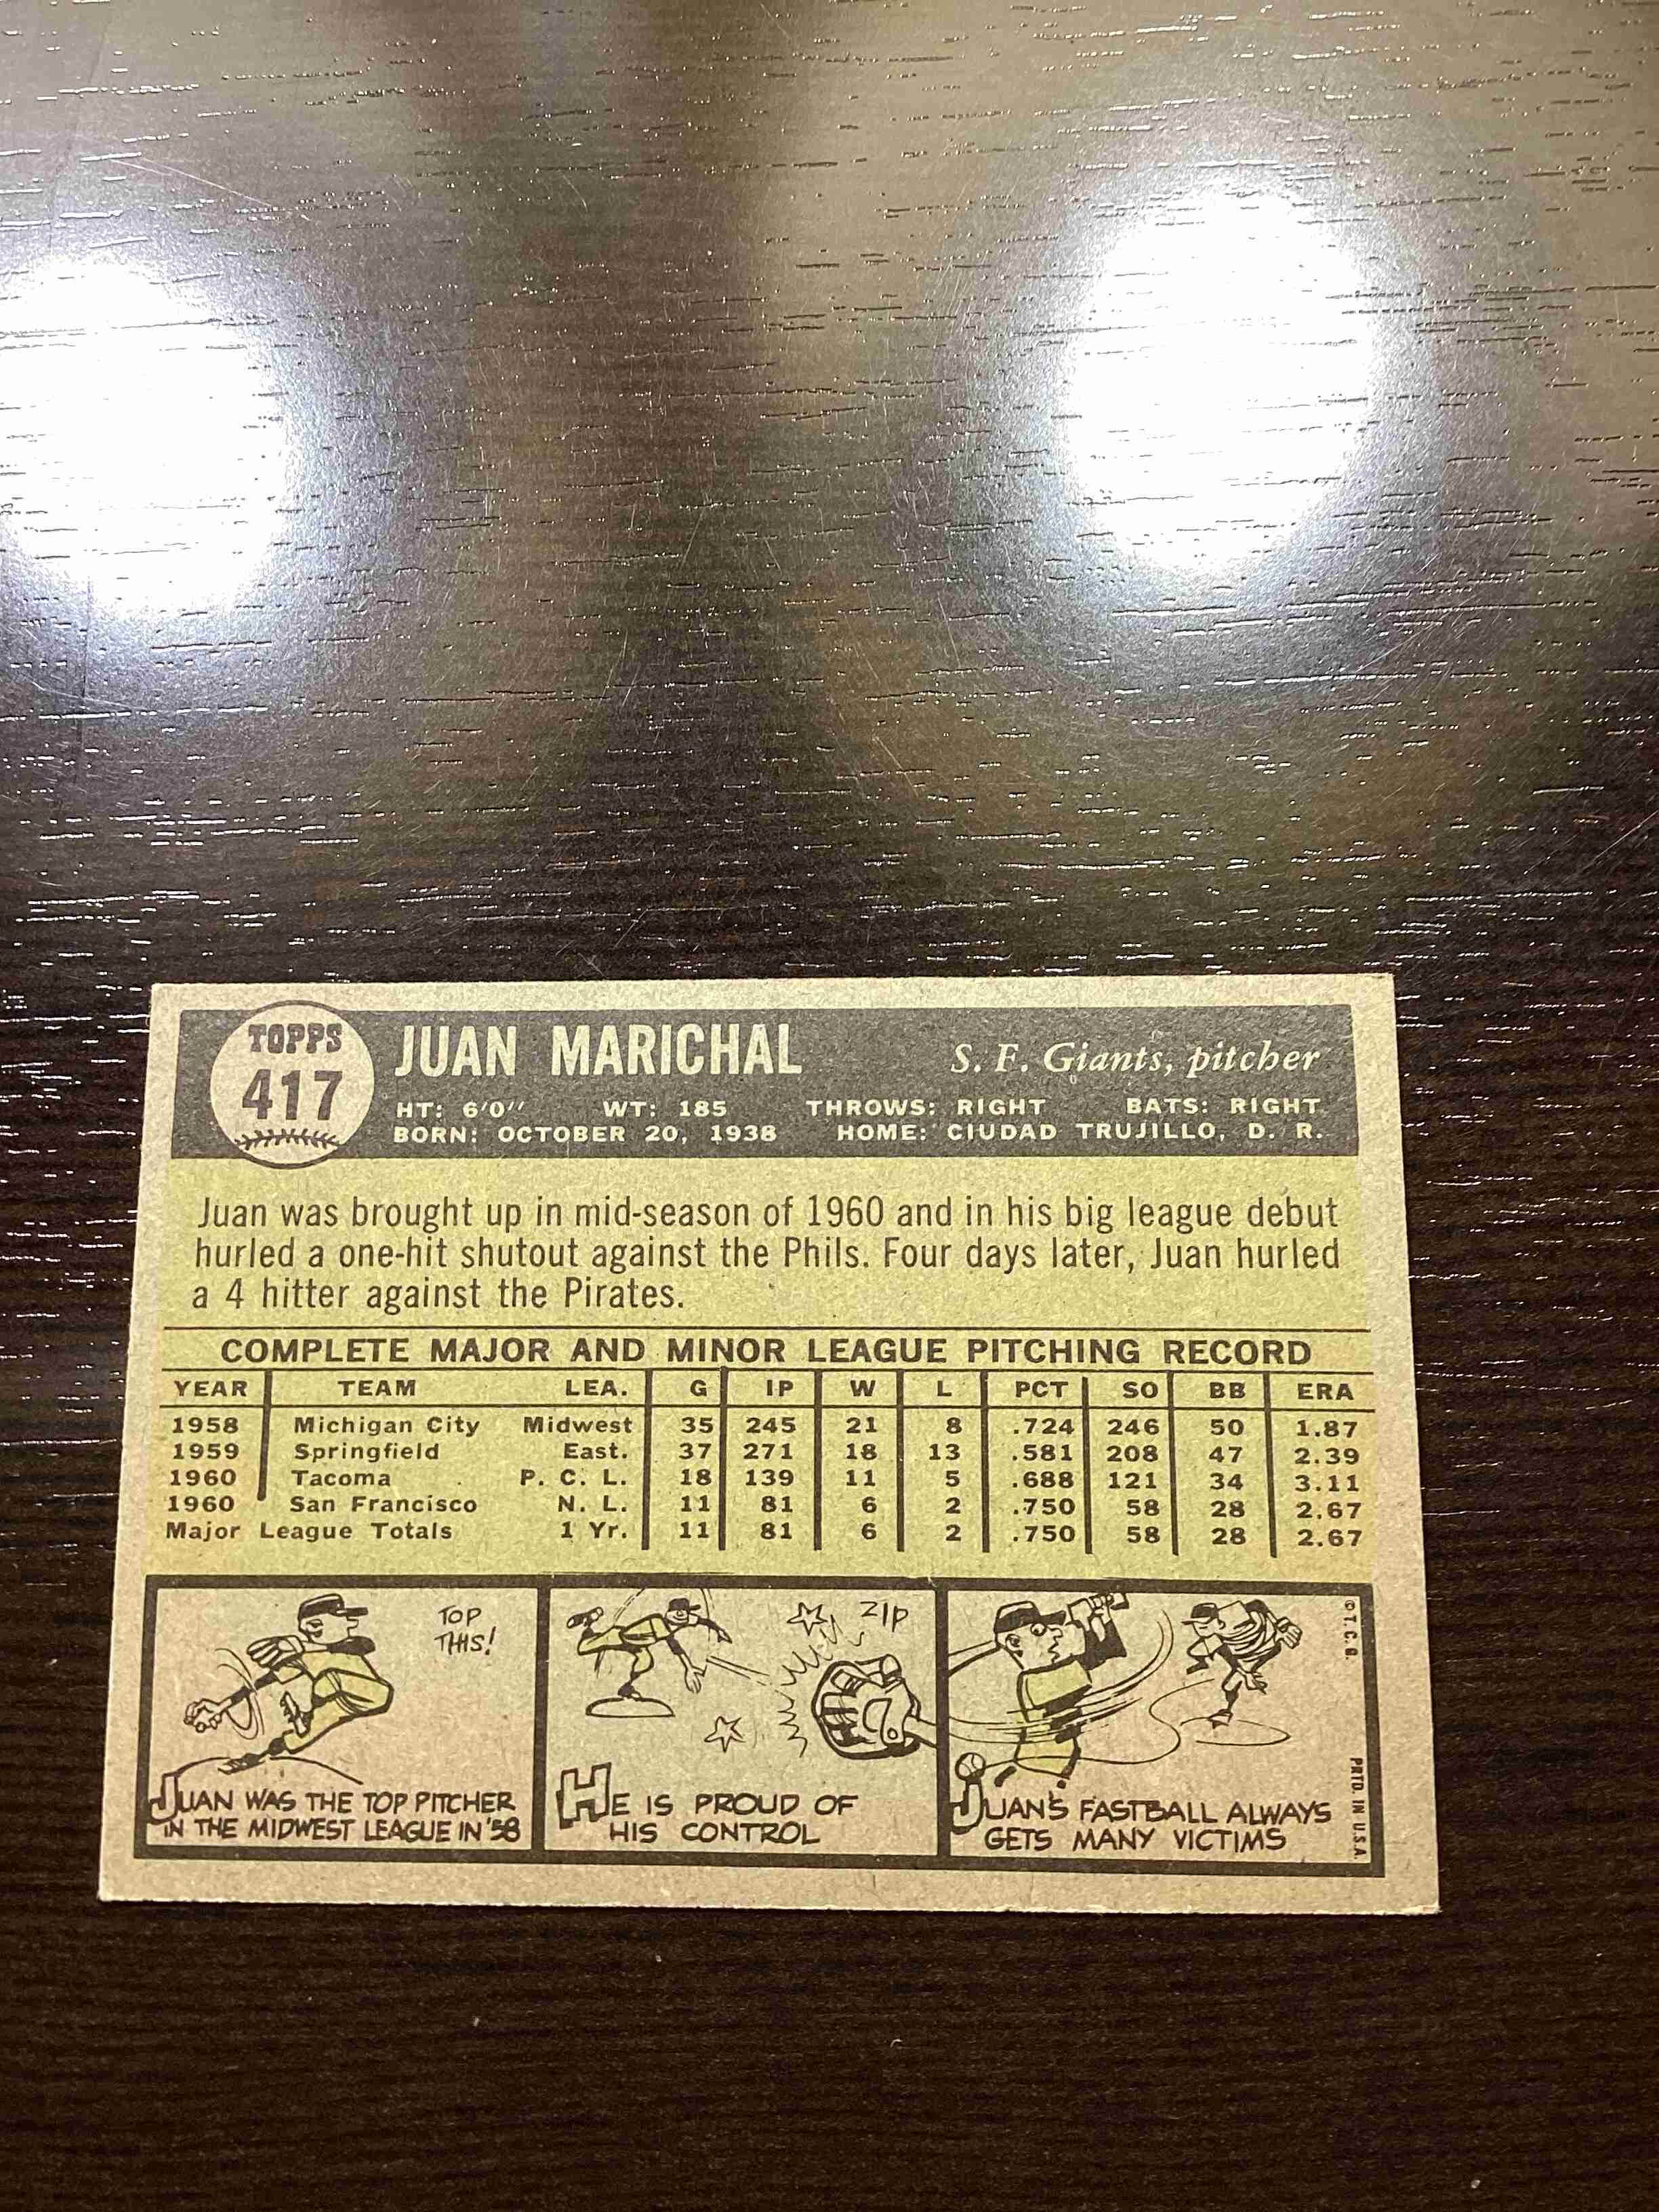 TOPPS
417
JUAN MARICHAL S. F. Giants, pitcher
HT: 6'0" WT: 185 THROWS: RIGHT BATS: RIGHT
BORN: OCTOBER 20, 1938 HOME: CIUDAD TRUJILLO, D. R.
Juan was brought up in mid-season of 1960 and in his big league debut
hurled a one-hit shutout against the Phils. Four days later, Juan hurled
a 4 hitter against the Pirates.
COMPLETE MAJOR AND MINOR LEAGUE PITCHING RECORD
YEAR TEAM LEA. G IP W L PCT SO BB ERA
1958 Michigan City Midwest 35 245 21 8 .724 246 50 1.87
1959 Springfield East. 37 271 18 13 .581 208 47 2.39
1960 Tacoma P. C. L. 18 139 11 5 .688 121 34 3.11
1960 San Francisco N. L. 11 81 6 2 .750 58 28 2.67
Major League Totals 1 Yr. 11 81 6 2 .750 58 28 2.67
TOP
THIS!
JUAN WAS THE TOP PITCHER
IN THE MIDWEST LEAGUE IN '58
ZIP
HE IS PROUD OF
HIS CONTROL
JUAN'S FASTBALL ALWAYS
GETS MANY VICTIMS
© T. C. G.
PRTD. IN U.S.A.